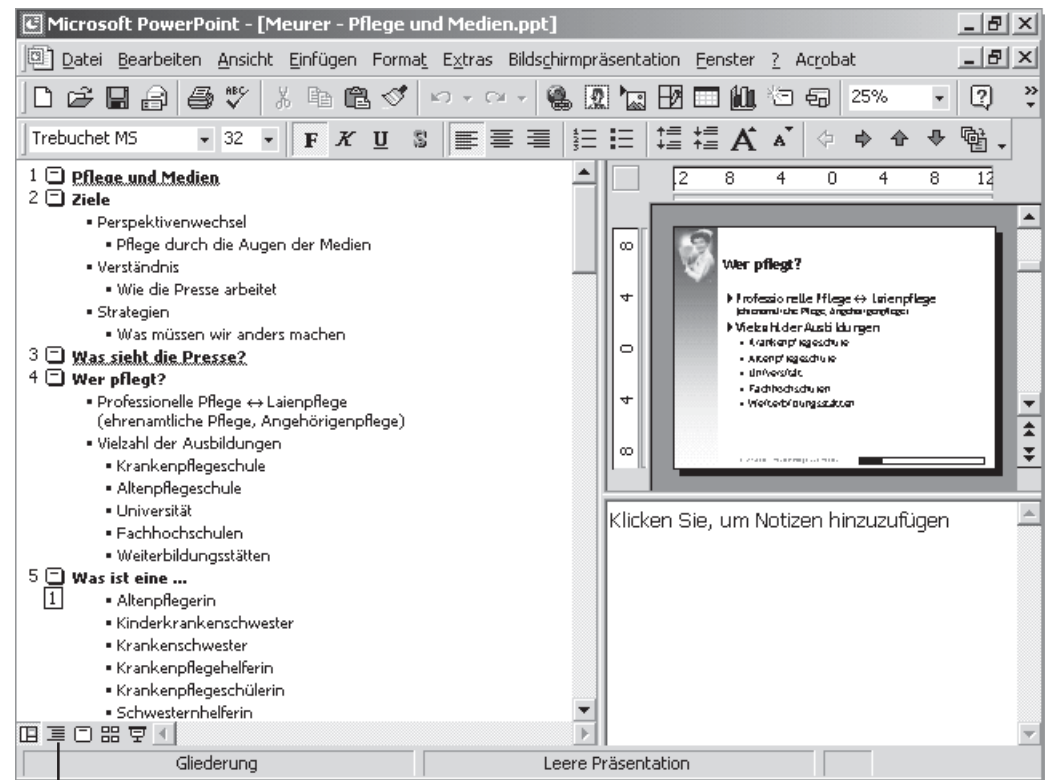 Microsoft PowerPoint - [Meurer - Pflege und Medien.ppt]
Datei Bearbeiten Ansicht Einfügen Format Extras Bildschirmpräsentation Fenster ? Acrobat
ABC 25% ?
Trebuchet MS 32 F K U S A A
1 Pflege und Medien
2 Ziele
▪ Perspektivenwechsel
▪ Pflege durch die Augen der Medien
▪ Verständnis
▪ Wie die Presse arbeitet
▪ Strategien
▪ Was müssen wir anders machen
3 Was sieht die Presse?
4 Wer pflegt?
▪ Professionelle Pflege ↔ Laienpflege
(ehrenamtliche Pflege, Angehörigenpflege)
▪ Vielzahl der Ausbildungen
▪ Krankenpflegeschule
▪ Altenpflegeschule
▪ Universität
▪ Fachhochschulen
▪ Weiterbildungsstätten
5 Was ist eine ...
1
▪ Altenpflegerin
▪ Kinderkrankenschwester
▪ Krankenschwester
▪ Krankenpflegehelferin
▪ Krankenpflegeschülerin
▪ Schwesternhelferin
12 8 4 0 4 8 12
8
4
0
4
8
Wer pflegt?
Professionelle Pflege ↔ Laienpflege
(ehrenamtliche Pflege, Angehörigenpflege)
Vielzahl der Ausbildungen
▪ Krankenpflegeschule
▪ Altenpflegeschule
▪ Universität
▪ Fachhochschulen
▪ Weiterbildungsstätten
Klicken Sie, um Notizen hinzuzufügen
Gliederung
Leere Präsentation